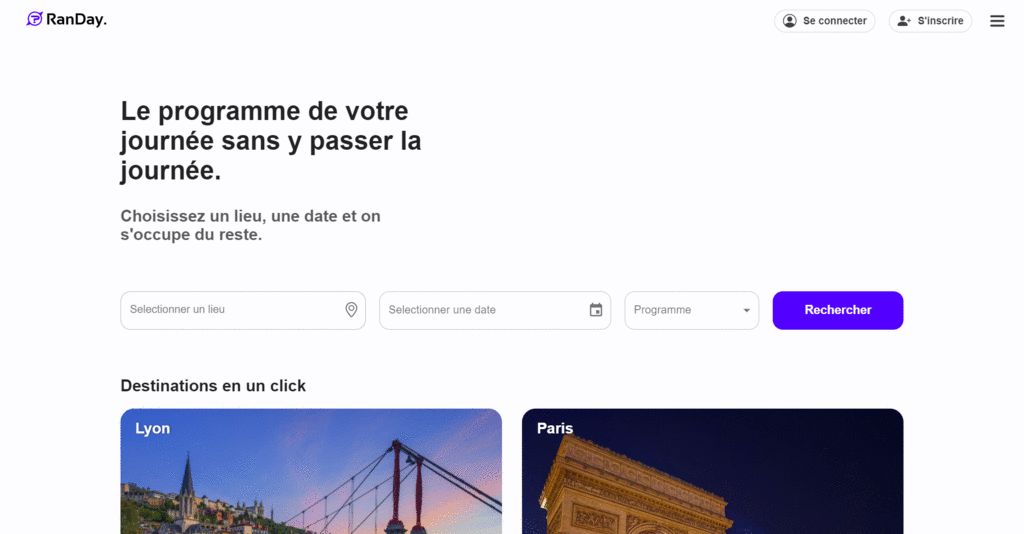 RanDay.
Se connecter
S'inscrire
Le programme de votre
journée sans y passer la
journée.
Choisissez un lieu, une date et on
s'occupe du reste.
Selectionner un lieu
Selectionner une date
Programme
Rechercher
Destinations en un click
Lyon
Paris